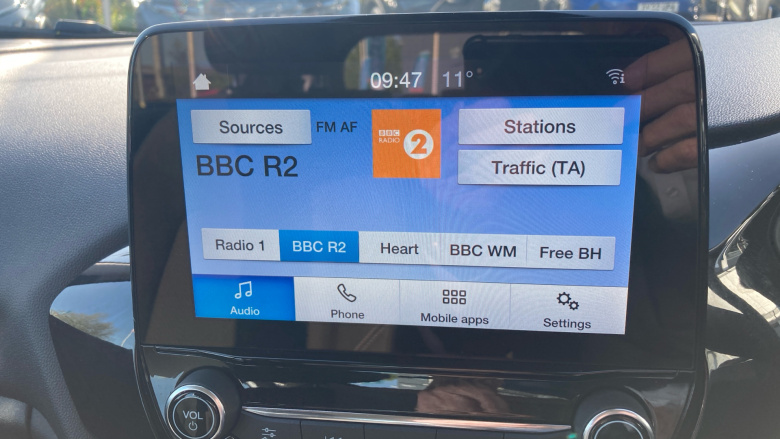 09:47 11°
Sources FM AF BBC RADIO 2 Stations
BBC R2 Traffic (TA)
Radio 1 BBC R2 Heart BBC WM Free BH
Audio Phone Mobile apps Settings
VOL